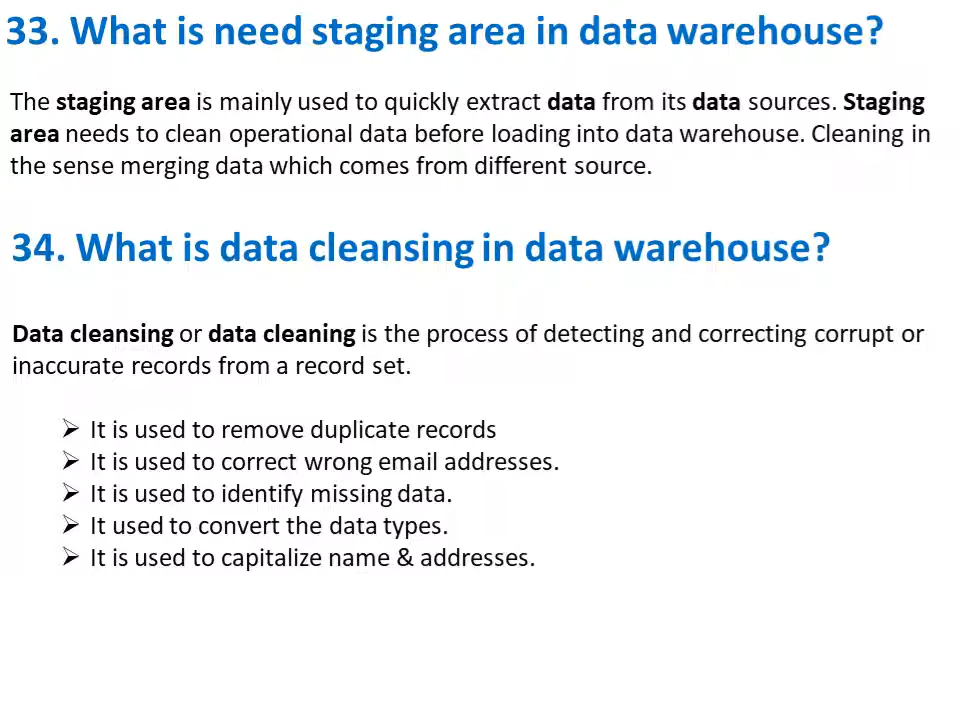 33. What is need staging area in data warehouse?
The staging area is mainly used to quickly extract data from its data sources. Staging
area needs to clean operational data before loading into data warehouse. Cleaning in
the sense merging data which comes from different source.
34. What is data cleansing in data warehouse?
Data cleansing or data cleaning is the process of detecting and correcting corrupt or
inaccurate records from a record set.
➢ It is used to remove duplicate records
➢ It is used to correct wrong email addresses.
➢ It is used to identify missing data.
➢ It used to convert the data types.
➢ It is used to capitalize name & addresses.